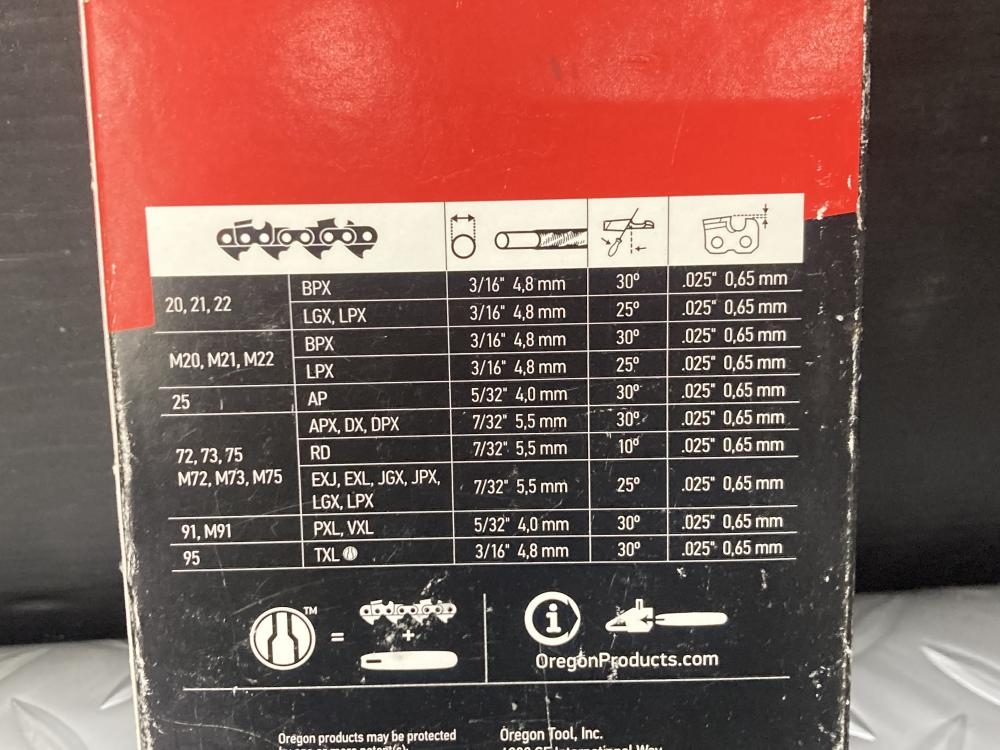 20, 21, 22 BPX 3/16" 4,8 mm 30° .025" 0,65 mm
LGX, LPX 3/16" 4,8 mm 25° .025" 0,65 mm
M20, M21, M22 BPX 3/16" 4,8 mm 30° .025" 0,65 mm
LPX 3/16" 4,8 mm 25° .025" 0,65 mm
25 AP 5/32" 4,0 mm 30° .025" 0,65 mm
72, 73, 75
M72, M73, M75
APX, DX, DPX 7/32" 5,5 mm 30° .025" 0,65 mm
RD 7/32" 5,5 mm 10° .025" 0,65 mm
EXJ, EXL, JGX, JPX,
LGX, LPX
7/32" 5,5 mm 25° .025" 0,65 mm
91, M91 PXL, VXL 5/32" 4,0 mm 30° .025" 0,65 mm
95 TXL 3/16" 4,8 mm 30° .025" 0,65 mm
TM = +
i
OregonProducts.com
Oregon products may be protected
by one or more patent(s).
Oregon Tool, Inc.
International Way